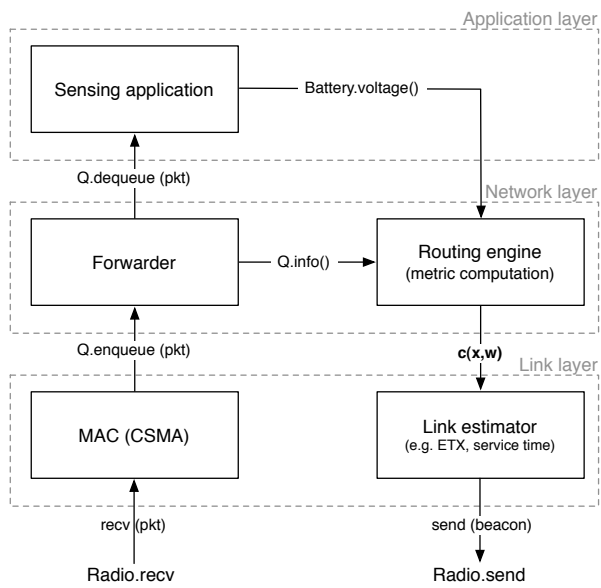 Application layer
Sensing application
Battery.voltage()
Q.dequeue (pkt)
Network layer
Forwarder
Q.info()
Routing engine
(metric computation)
Q.enqueue (pkt)
c(x,w)
Link layer
MAC (CSMA)
Link estimator
(e.g. ETX, service time)
recv (pkt)
send (beacon)
Radio.recv
Radio.send